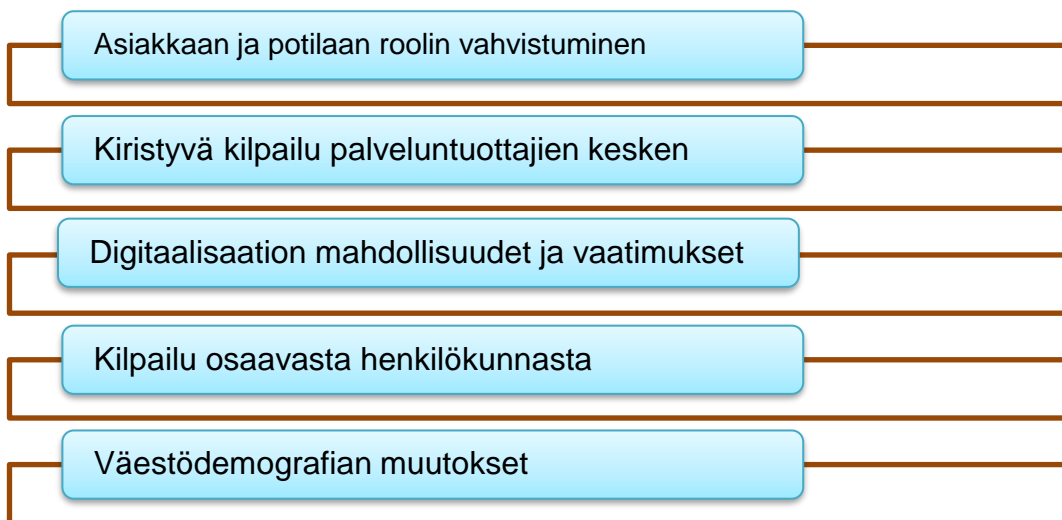 Asiakkaan ja potilaan roolin vahvistuminen
Kiristyvä kilpailu palveluntuottajien kesken
Digitaalisaation mahdollisuudet ja vaatimukset
Kilpailu osaavasta henkilökunnasta
Väestödemografian muutokset